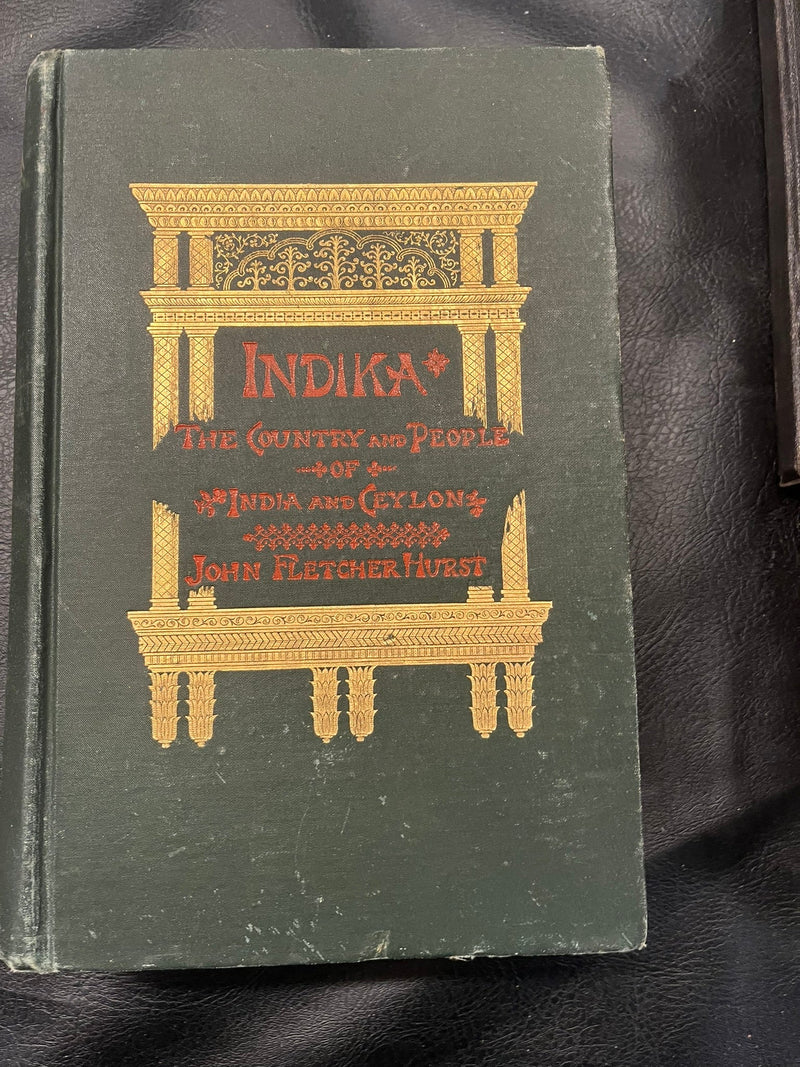 INDIKA
THE COUNTRY AND PEOPLE
OF
INDIA AND CEYLON
JOHN FLETCHER HURST